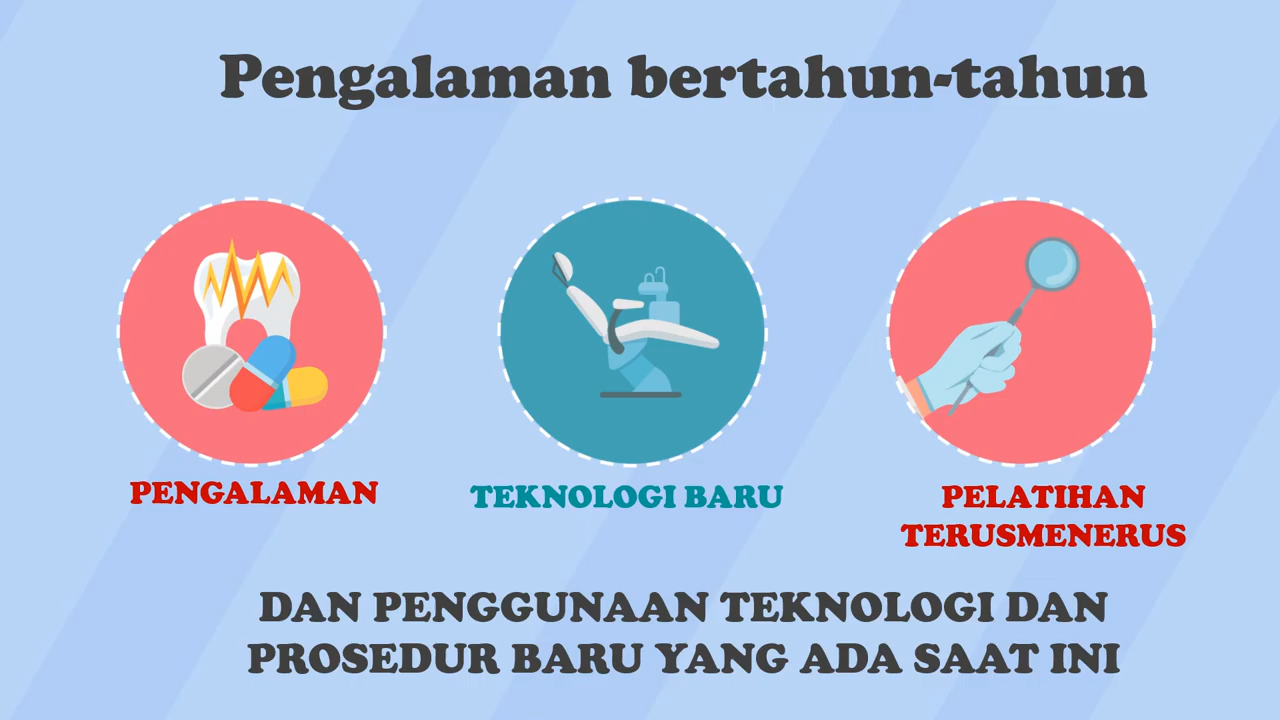 Pengalaman bertahun-tahun
PENGALAMAN
TEKNOLOGI BARU
PELATIHAN
TERUSMENERUS
DAN PENGGUNAAN TEKNOLOGI DAN
PROSEDUR BARU YANG ADA SAAT INI